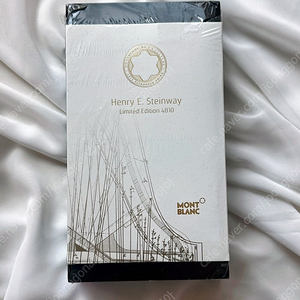 Henry E. Steinway
Limited Edition 4810
MONT
BLANC